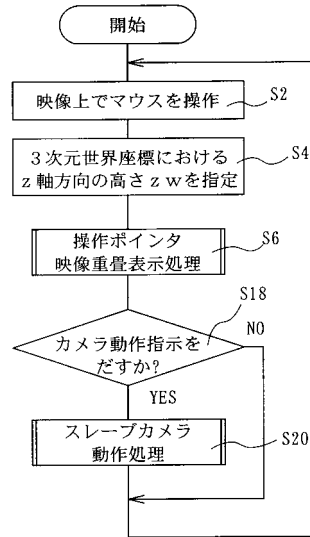 開始
映像上でマウスを操作
S2
3次元世界座標における
z軸方向の高さzwを指定
S4
操作ポインタ
映像重畳表示処理
S6
カメラ動作指示を
だすか?
S18
NO
YES
スレーブカメラ
動作処理
S20